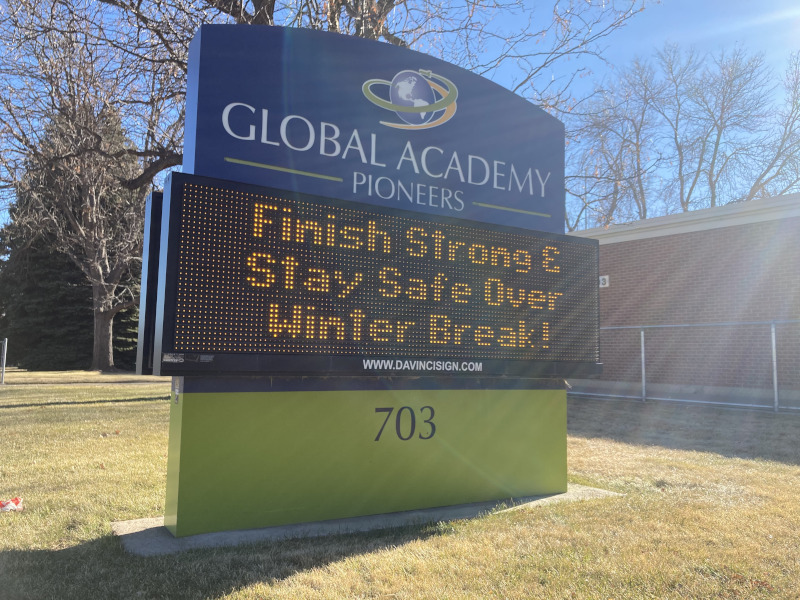 GLOBAL ACADEMY
PIONEERS
Finish Strong &
Stay Safe Over
Winter Break!
WWW.DAVINCISIGN.COM
703